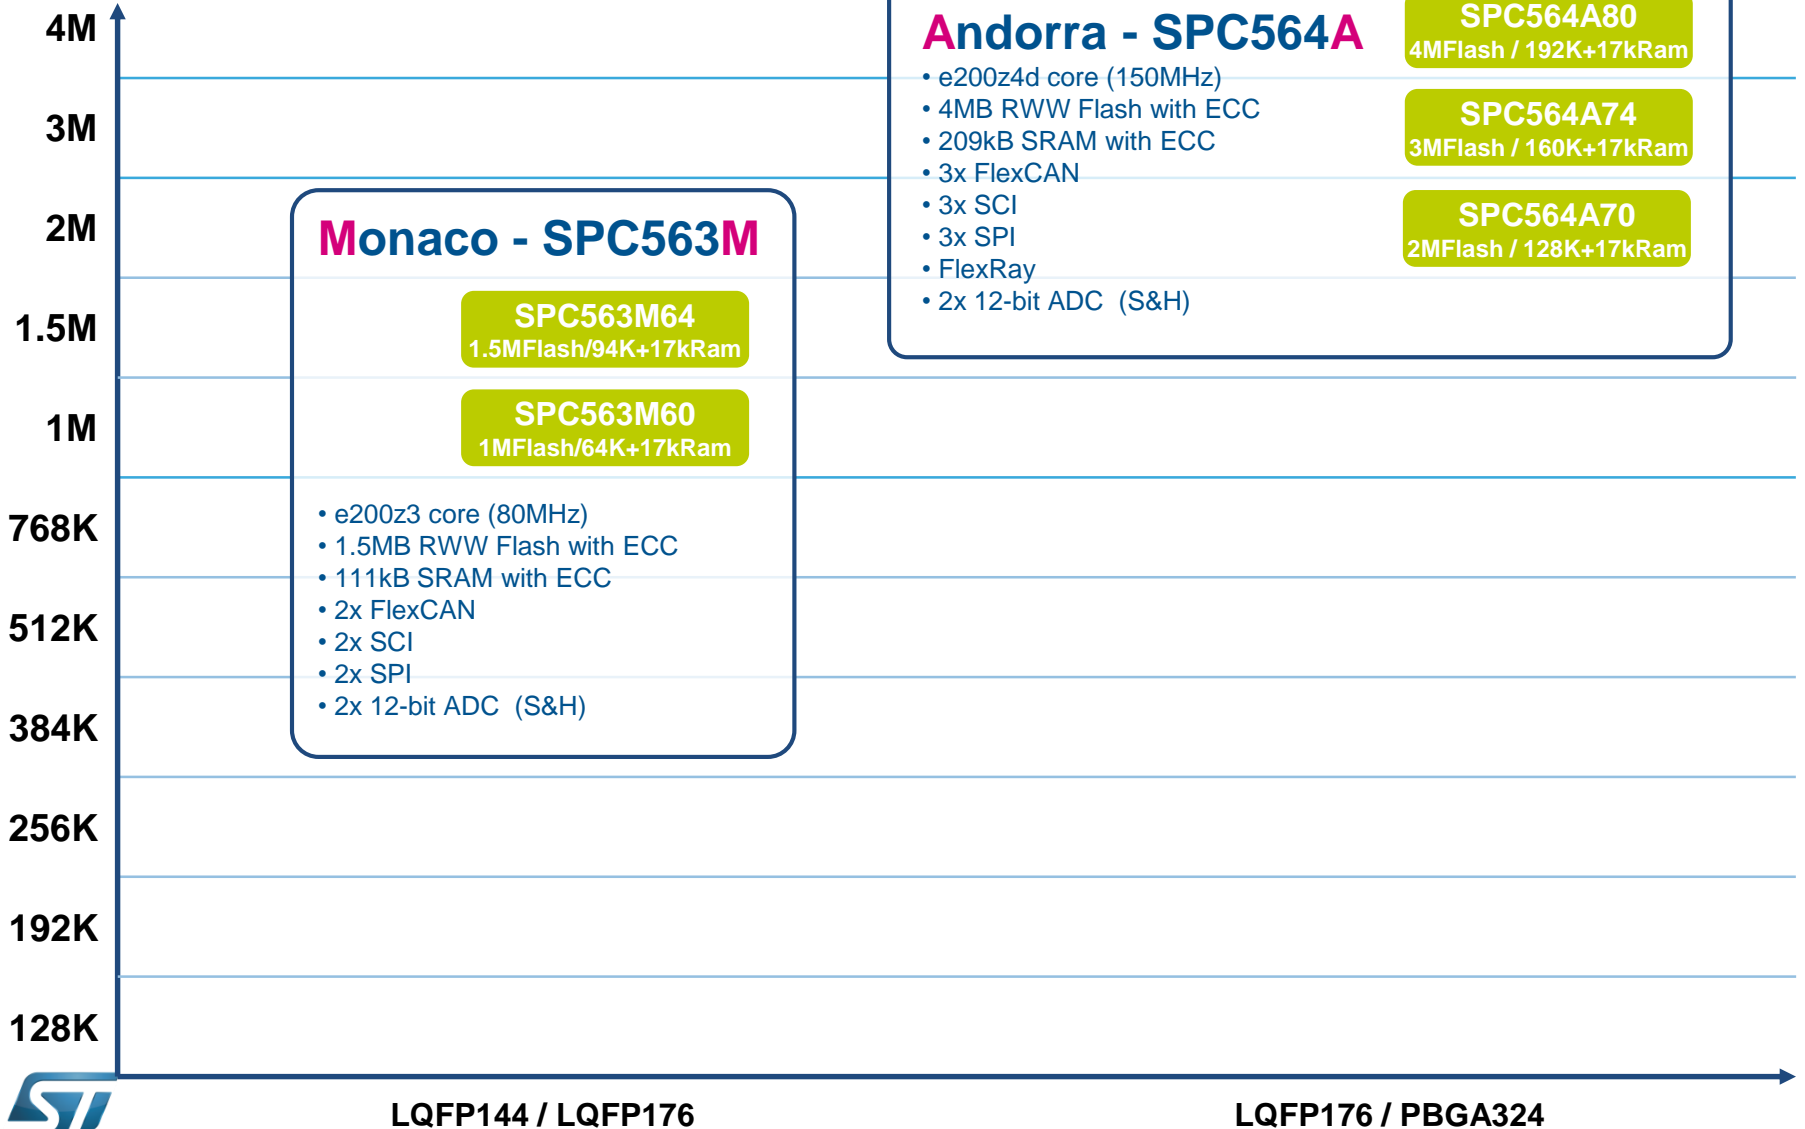 4M
3M
2M
1.5M
1M
768K
512K
384K
256K
192K
128K
Monaco - SPC563M
SPC563M64
1.5MFlash/94K+17kRam
SPC563M60
1MFlash/64K+17kRam
• e200z3 core (80MHz)
• 1.5MB RWW Flash with ECC
• 111kB SRAM with ECC
• 2x FlexCAN
• 2x SCI
• 2x SPI
• 2x 12-bit ADC (S&H)
Andorra - SPC564A
• e200z4d core (150MHz)
• 4MB RWW Flash with ECC
• 209kB SRAM with ECC
• 3x FlexCAN
• 3x SCI
• 3x SPI
• FlexRay
• 2x 12-bit ADC (S&H)
SPC564A80
4MFlash / 192K+17kRam
SPC564A74
3MFlash / 160K+17kRam
SPC564A70
2MFlash / 128K+17kRam
ST
LQFP144 / LQFP176
LQFP176 / PBGA324